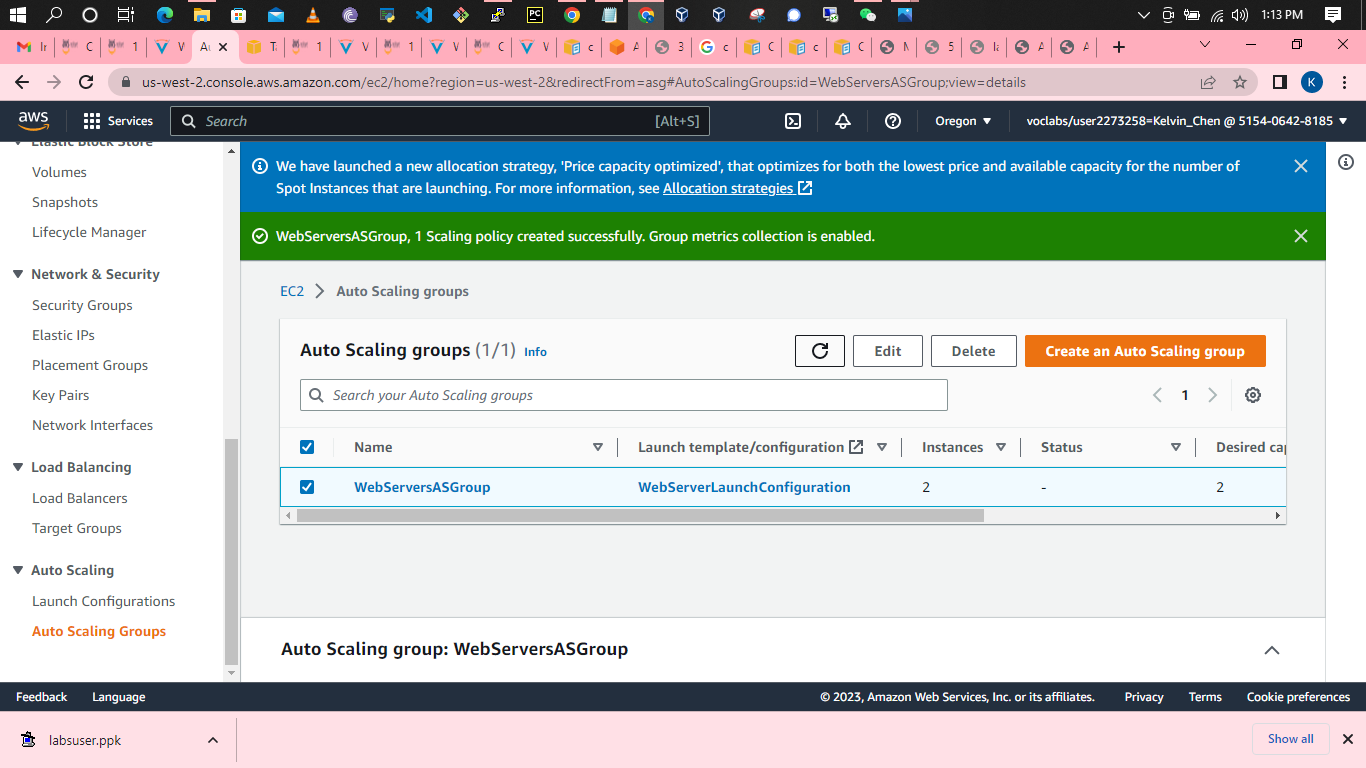 PC
1:13 PM
us-west-2.console.aws.amazon.com/ec2/home?region=us-west-2&redirectFrom=asg#AutoScalingGroups:id=WebServersASGroup;view=details
K
aws
Services
Search
[Alt+S]
Oregon
voclabs/user2273258=Kelvin_Chen @ 5154-0642-8185
Elastic Block Store
Volumes
Snapshots
Lifecycle Manager
Network & Security
Security Groups
Elastic IPs
Placement Groups
Key Pairs
Network Interfaces
Load Balancing
Load Balancers
Target Groups
Auto Scaling
Launch Configurations
Auto Scaling Groups
We have launched a new allocation strategy, 'Price capacity optimized', that optimizes for both the lowest price and available capacity for the number of
Spot Instances that are launching. For more information, see Allocation strategies
WebServersASGroup, 1 Scaling policy created successfully. Group metrics collection is enabled.
EC2
Auto Scaling groups
Auto Scaling groups (1/1) Info
Edit
Delete
Create an Auto Scaling group
Search your Auto Scaling groups
1
Name
Launch template/configuration
Instances
Status
Desired cap
WebServersASGroup
WebServerLaunchConfiguration
2
-
2
Auto Scaling group: WebServersASGroup
Feedback
Language
© 2023, Amazon Web Services, Inc. or its affiliates.
Privacy
Terms
Cookie preferences
labsuser.ppk
Show all